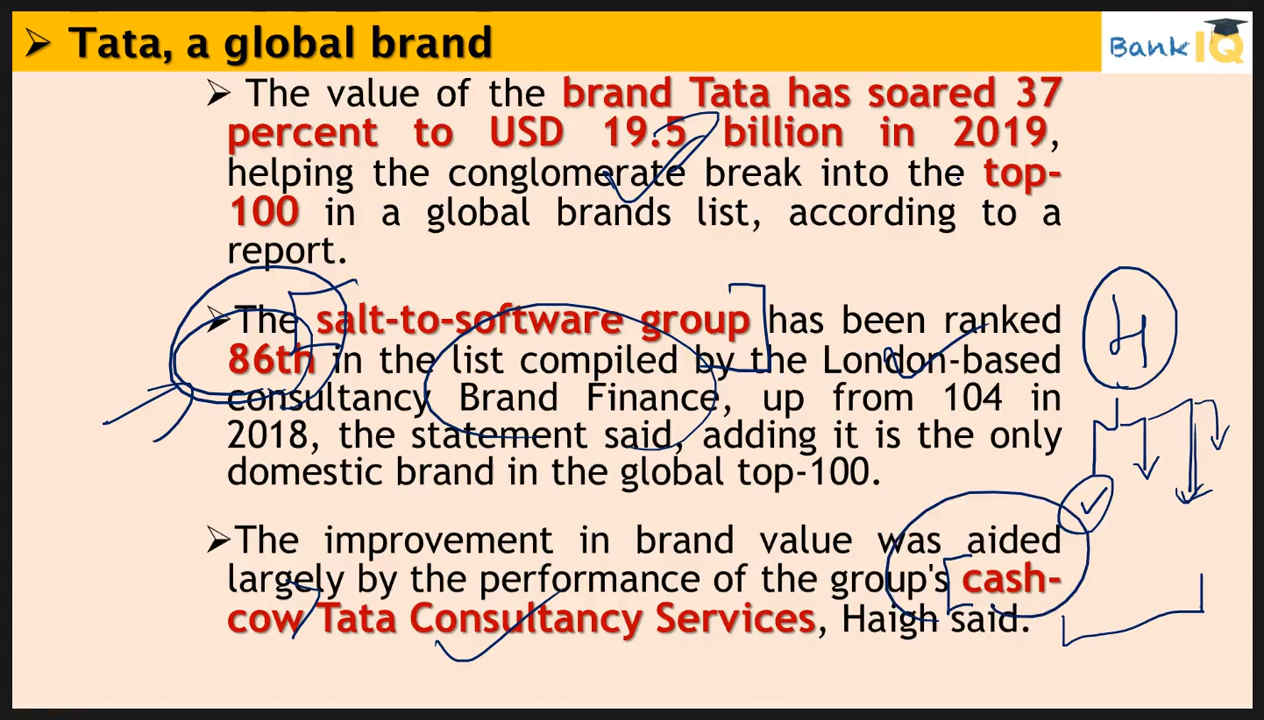 ➢ Tata, a global brand
Bank IQ
➢ The value of the brand Tata has soared 37
percent to USD 19.5 billion in 2019,
helping the conglomerate break into the top-
100 in a global brands list, according to a
report.
➢The salt-to-software group has been ranked
86th in the list compiled by the London-based
consultancy Brand Finance, up from 104 in
2018, the statement said, adding it is the only
domestic brand in the global top-100.
H
➢The improvement in brand value was aided
largely by the performance of the group's cash-
cow Tata Consultancy Services, Haigh said.